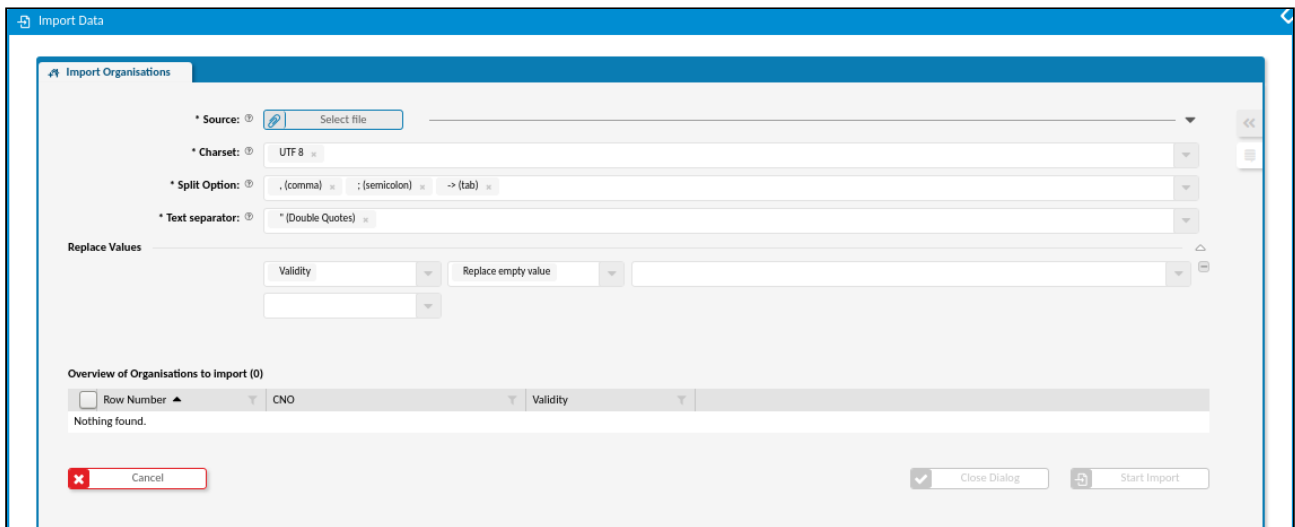 Import Data
Import Organisations
* Source: Select file
* Charset: UTF 8
* Split Option: , (comma) ; (semicolon) -> (tab)
* Text separator: " (Double Quotes)
Replace Values
Validity Replace empty value
Overview of Organisations to import (0)
Row Number CNO Validity
Nothing found.
Cancel Close Dialog Start Import